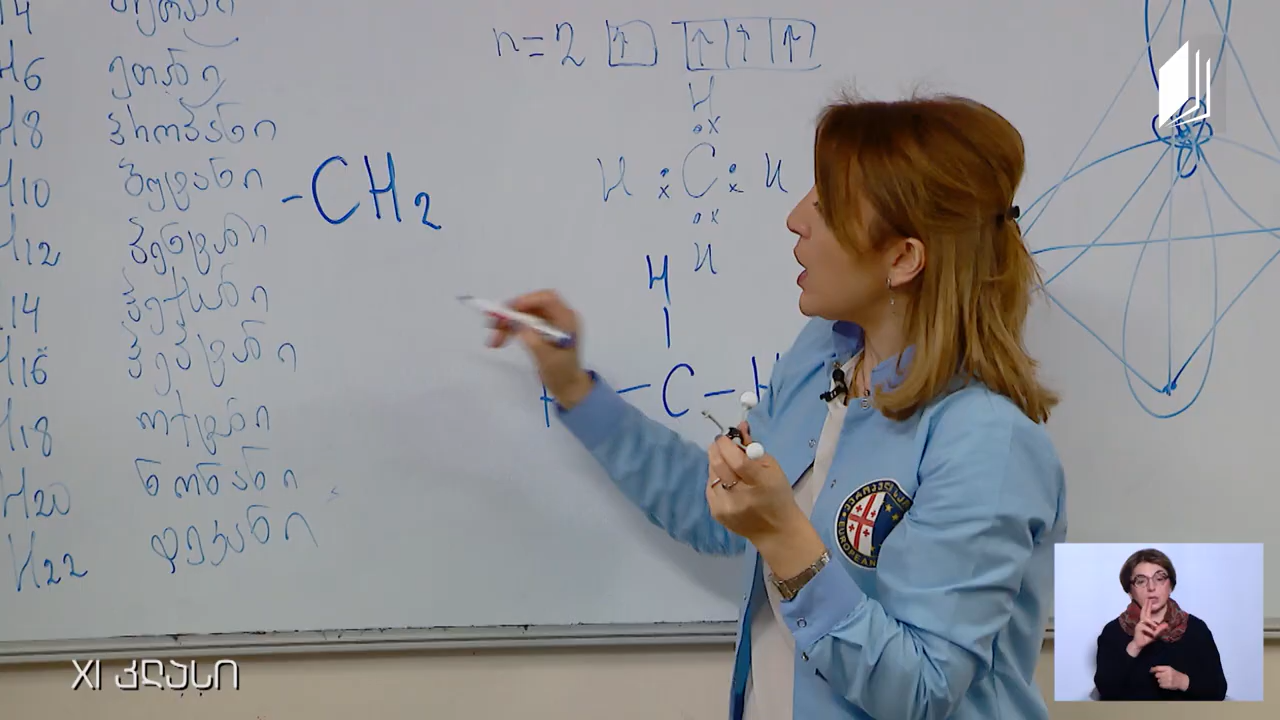 H6 ეთანი
H8 პროპანი
H10 ბუტანი
H12 პენტანი
14 ჰექსანი
H16 ჰეპტანი
H18 ოქტანი
H20 ნონანი
H22 დეკანი
-CH2
n=2 ↑ ↑ ↑ ↑
H
•x
H •x C •x H
•x
H
H
|
— C — H
XI კლასი